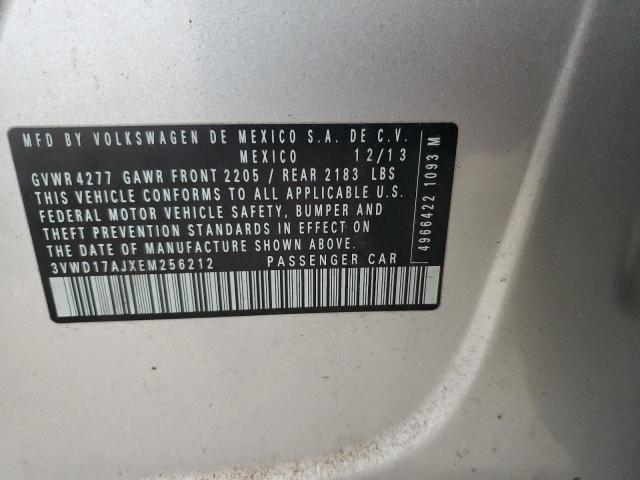 MFD BY VOLKSWAGEN DE MEXICO S.A. DE C.V.
MEXICO 12/13
GVWR 4277 GAWR FRONT 2205 / REAR 2183 LBS
THIS VEHICLE CONFORMS TO ALL APPLICABLE U.S.
FEDERAL MOTOR VEHICLE SAFETY, BUMPER AND
THEFT PREVENTION STANDARDS IN EFFECT ON
THE DATE OF MANUFACTURE SHOWN ABOVE.
3VWD17AJXEM256212 PASSENGER CAR
4966422 1093 M